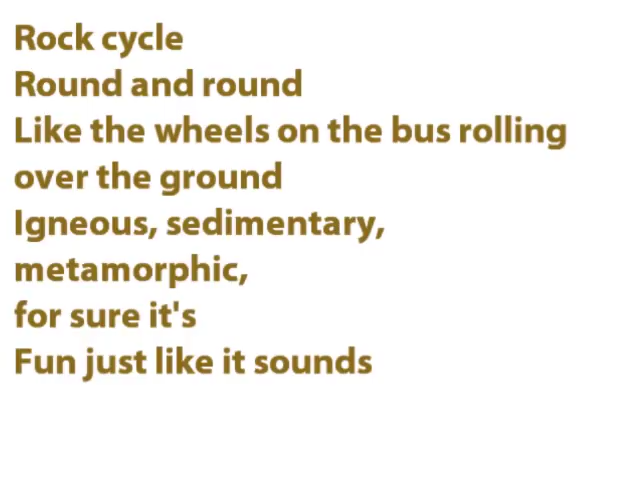 Rock cycle
Round and round
Like the wheels on the bus rolling
over the ground
Igneous, sedimentary,
metamorphic,
for sure it's
Fun just like it sounds